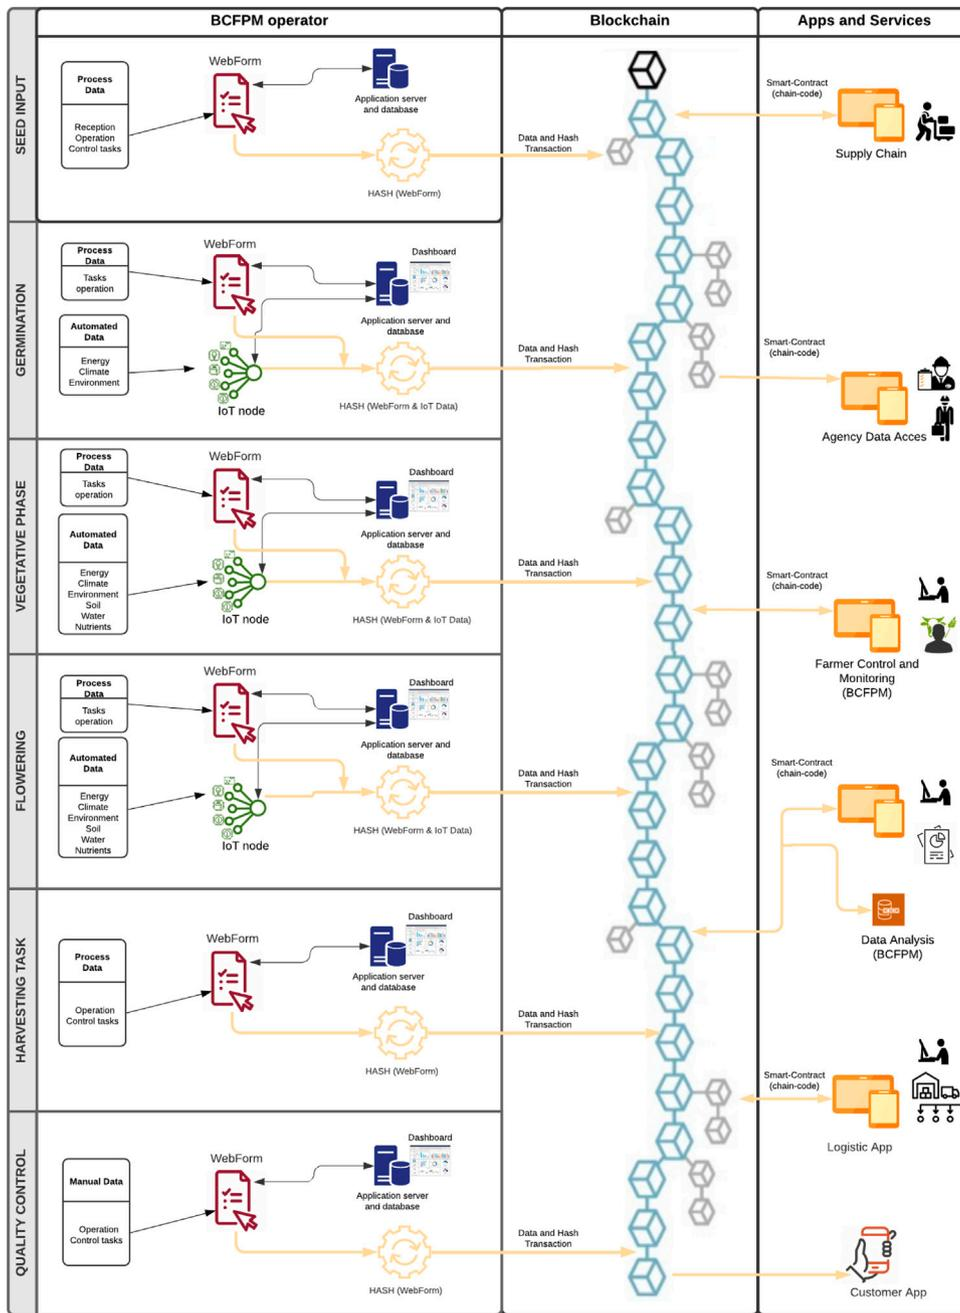 BCFPM operator
Blockchain
Apps and Services
SEED INPUT
Process
Data
Reception
Operation
Control tasks
WebForm
Application server
and database
HASH (WebForm)
Data and Hash
Transaction
Smart-Contract
(chain-code)
Supply Chain
GERMINATION
Process
Data
Tasks
operation
Automated
Data
Energy
Climate
Environment
WebForm
IoT node
Dashboard
Application server and
database
HASH (WebForm & IoT Data)
Data and Hash
Transaction
Smart-Contract
(chain-code)
Agency Data Acces
VEGETATIVE PHASE
Process
Data
Tasks
operation
Automated
Data
Energy
Climate
Environment
Soil
Water
Nutrients
WebForm
IoT node
Dashboard
Application server and
database
HASH (WebForm & IoT Data)
Data and Hash
Transaction
Smart-Contract
(chain-code)
Farmer Control and
Monitoring
(BCFPM)
FLOWERING
Process
Data
Tasks
operation
Automated
Data
Energy
Climate
Environment
Soil
Water
Nutrients
WebForm
IoT node
Dashboard
Application server and
database
HASH (WebForm & IoT Data)
Data and Hash
Transaction
Smart-Contract
(chain-code)
Data Analysis
(BCFPM)
HARVESTING TASK
Process
Data
Operation
Control tasks
WebForm
Dashboard
Application server
and database
HASH (WebForm)
Data and Hash
Transaction
Smart-Contract
(chain-code)
Logistic App
QUALITY CONTROL
Manual Data
Operation
Control tasks
WebForm
Dashboard
Application server
and database
HASH (WebForm)
Data and Hash
Transaction
Customer App